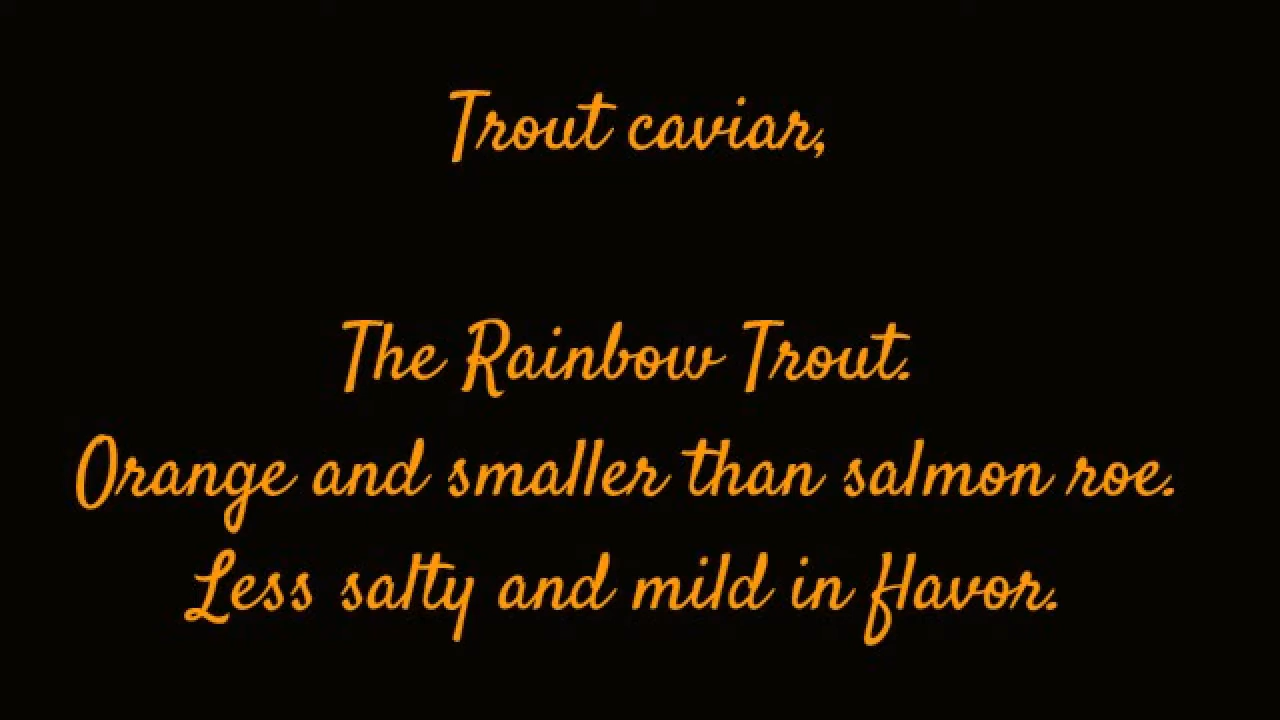 Trout caviar,
The Rainbow Trout.
Orange and smaller than salmon roe.
Less salty and mild in flavor.